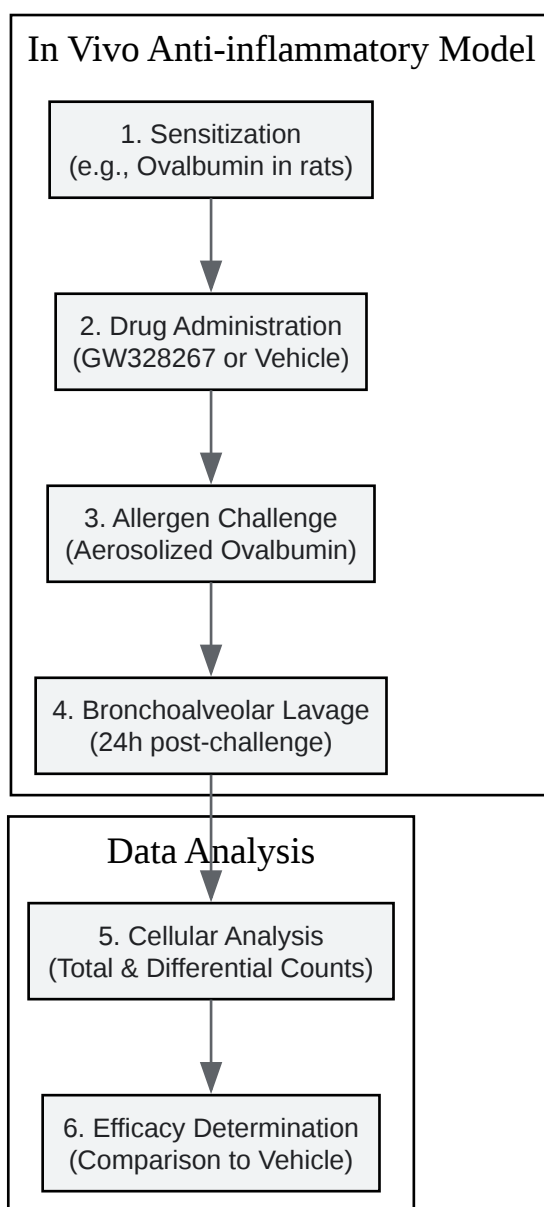 In Vivo Anti-inflammatory Model
1. Sensitization
(e.g., Ovalbumin in rats)
2. Drug Administration
(GW328267 or Vehicle)
3. Allergen Challenge
(Aerosolized Ovalbumin)
4. Bronchoalveolar Lavage
(24h post-challenge)
Data Analysis
5. Cellular Analysis
(Total & Differential Counts)
6. Efficacy Determination
(Comparison to Vehicle)